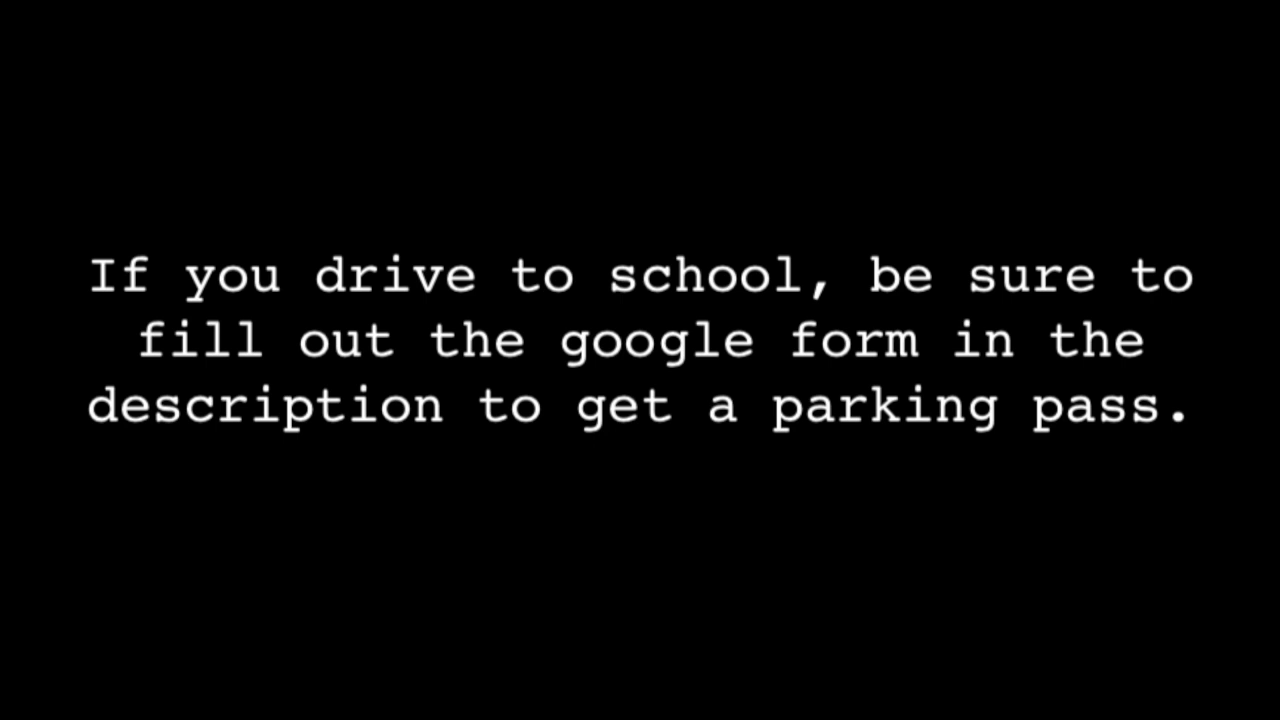 If you drive to school, be sure to
fill out the google form in the
description to get a parking pass.